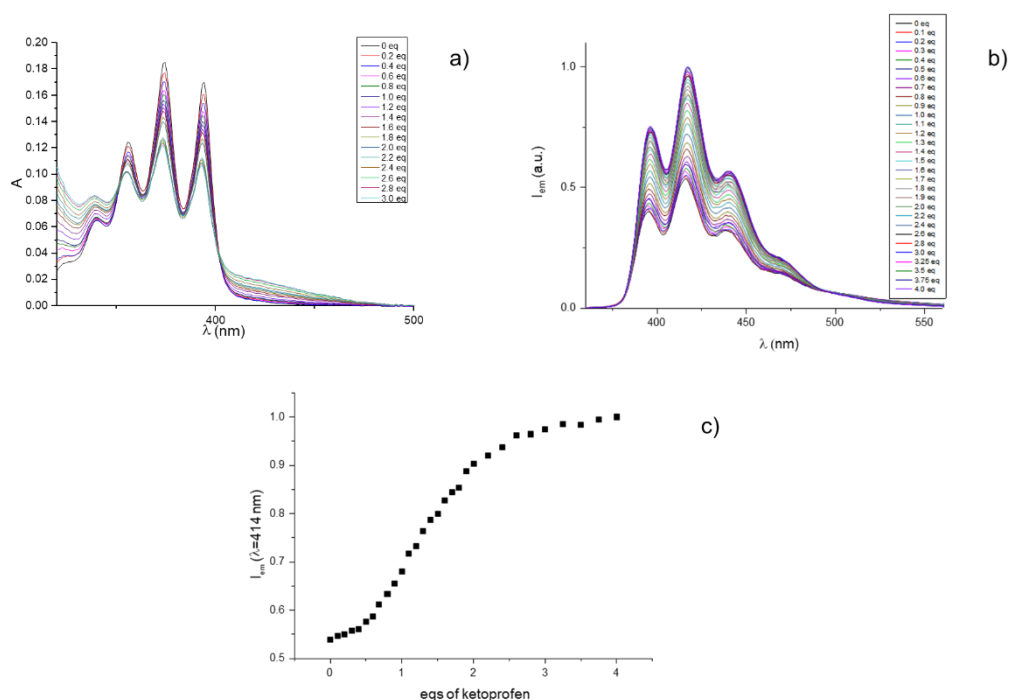 a)
0.20
0.18
0.16
0.14
0.12
0.10
0.08
0.06
0.04
0.02
0.00
A
400
500
λ (nm)
0 eq
0.2 eq
0.4 eq
0.6 eq
0.8 eq
1.0 eq
1.2 eq
1.4 eq
1.6 eq
1.8 eq
2.0 eq
2.2 eq
2.4 eq
2.6 eq
2.8 eq
3.0 eq
b)
1.0
0.5
0.0
Iem (a.u.)
400
450
500
550
λ (nm)
0 eq
0.1 eq
0.2 eq
0.3 eq
0.4 eq
0.5 eq
0.6 eq
0.7 eq
0.8 eq
0.9 eq
1.0 eq
1.1 eq
1.2 eq
1.3 eq
1.4 eq
1.5 eq
1.6 eq
1.7 eq
1.8 eq
1.9 eq
2.0 eq
2.2 eq
2.4 eq
2.6 eq
2.8 eq
3.0 eq
3.25 eq
3.5 eq
3.75 eq
4.0 eq
c)
1.0
0.9
0.8
0.7
0.6
0.5
Iem (λ=414 nm)
0
1
2
3
4
eqs of ketoprofen